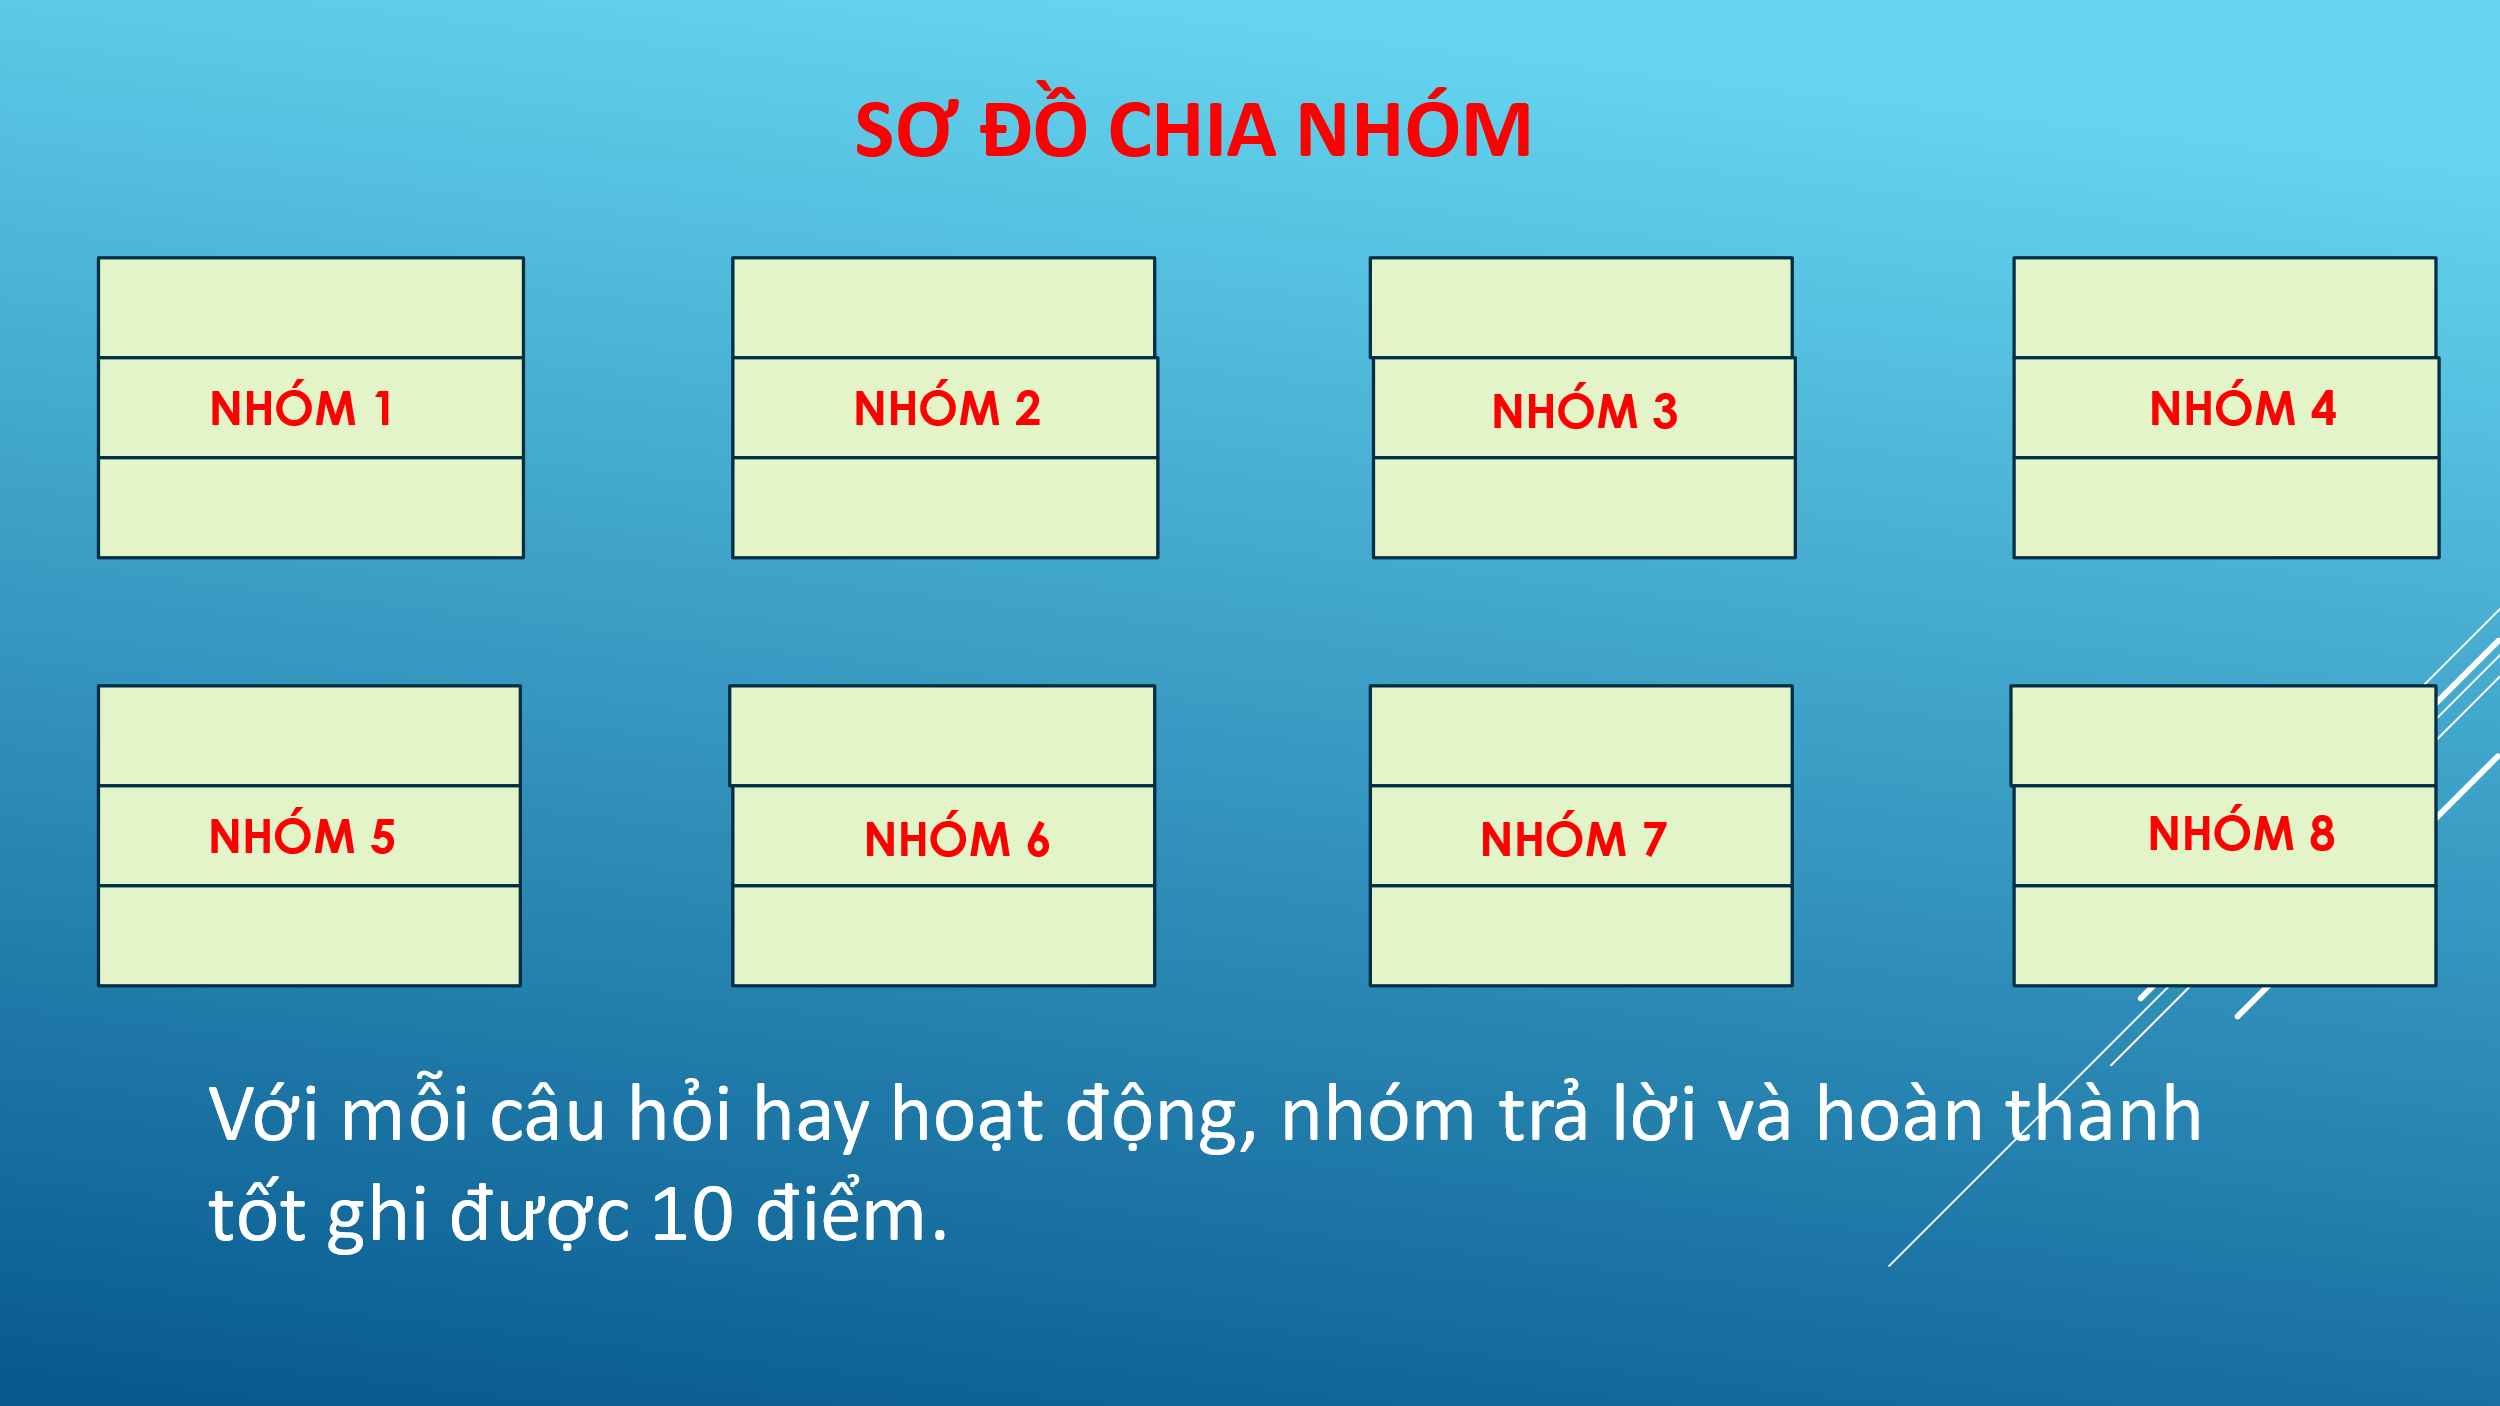 SƠ ĐỒ CHIA NHÓM
NHÓM 1
NHÓM 2
NHÓM 3
NHÓM 4
NHÓM 5
NHÓM 6
NHÓM 7
NHÓM 8
Với mỗi câu hỏi hay hoạt động, nhóm trả lời và hoàn thành
tốt ghi được 10 điểm.